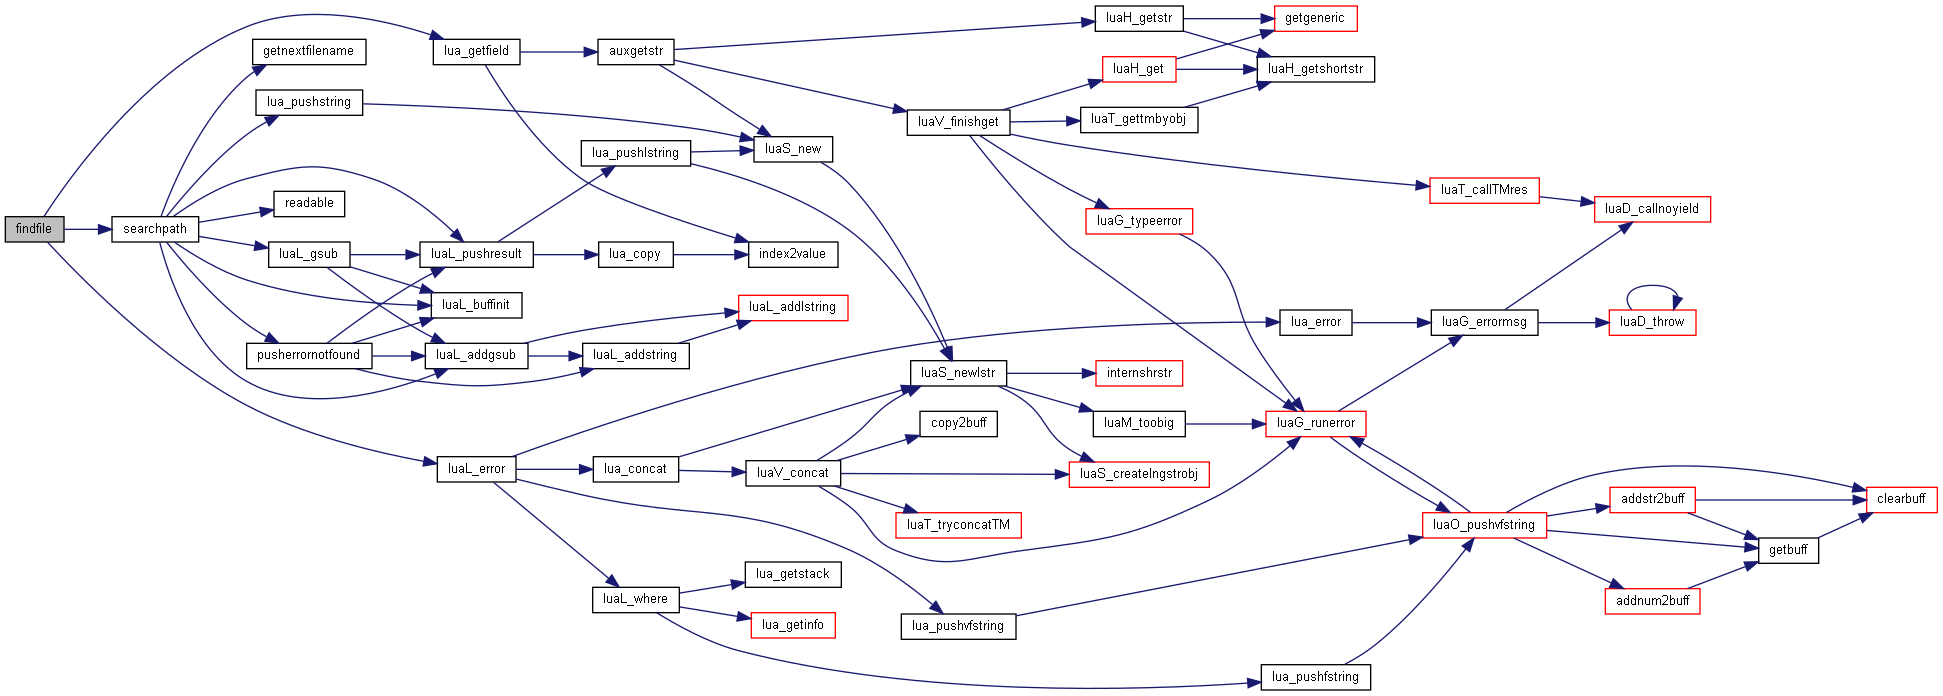 findfile
searchpath
getnextfilename
lua_pushstring
readable
luaL_gsub
pusherrornotfound
lua_getfield
luaL_pushresult
luaL_buffinit
luaL_addgsub
luaL_error
auxgetstr
lua_pushlstring
lua_copy
luaL_addstring
lua_concat
luaL_where
luaS_new
index2value
luaL_addlstring
luaV_concat
lua_getstack
lua_getinfo
luaV_finishget
luaS_newlstr
copy2buff
luaT_tryconcatTM
lua_pushvfstring
luaH_getstr
luaH_get
luaT_gettmbyobj
luaG_typeerror
internshrstr
luaM_toobig
luaS_createlngstrobj
getgeneric
luaH_getshortstr
lua_error
luaG_runerror
lua_pushfstring
luaT_callTMres
luaG_errormsg
luaO_pushvfstring
luaD_callnoyield
luaD_throw
addstr2buff
addnum2buff
getbuff
clearbuff